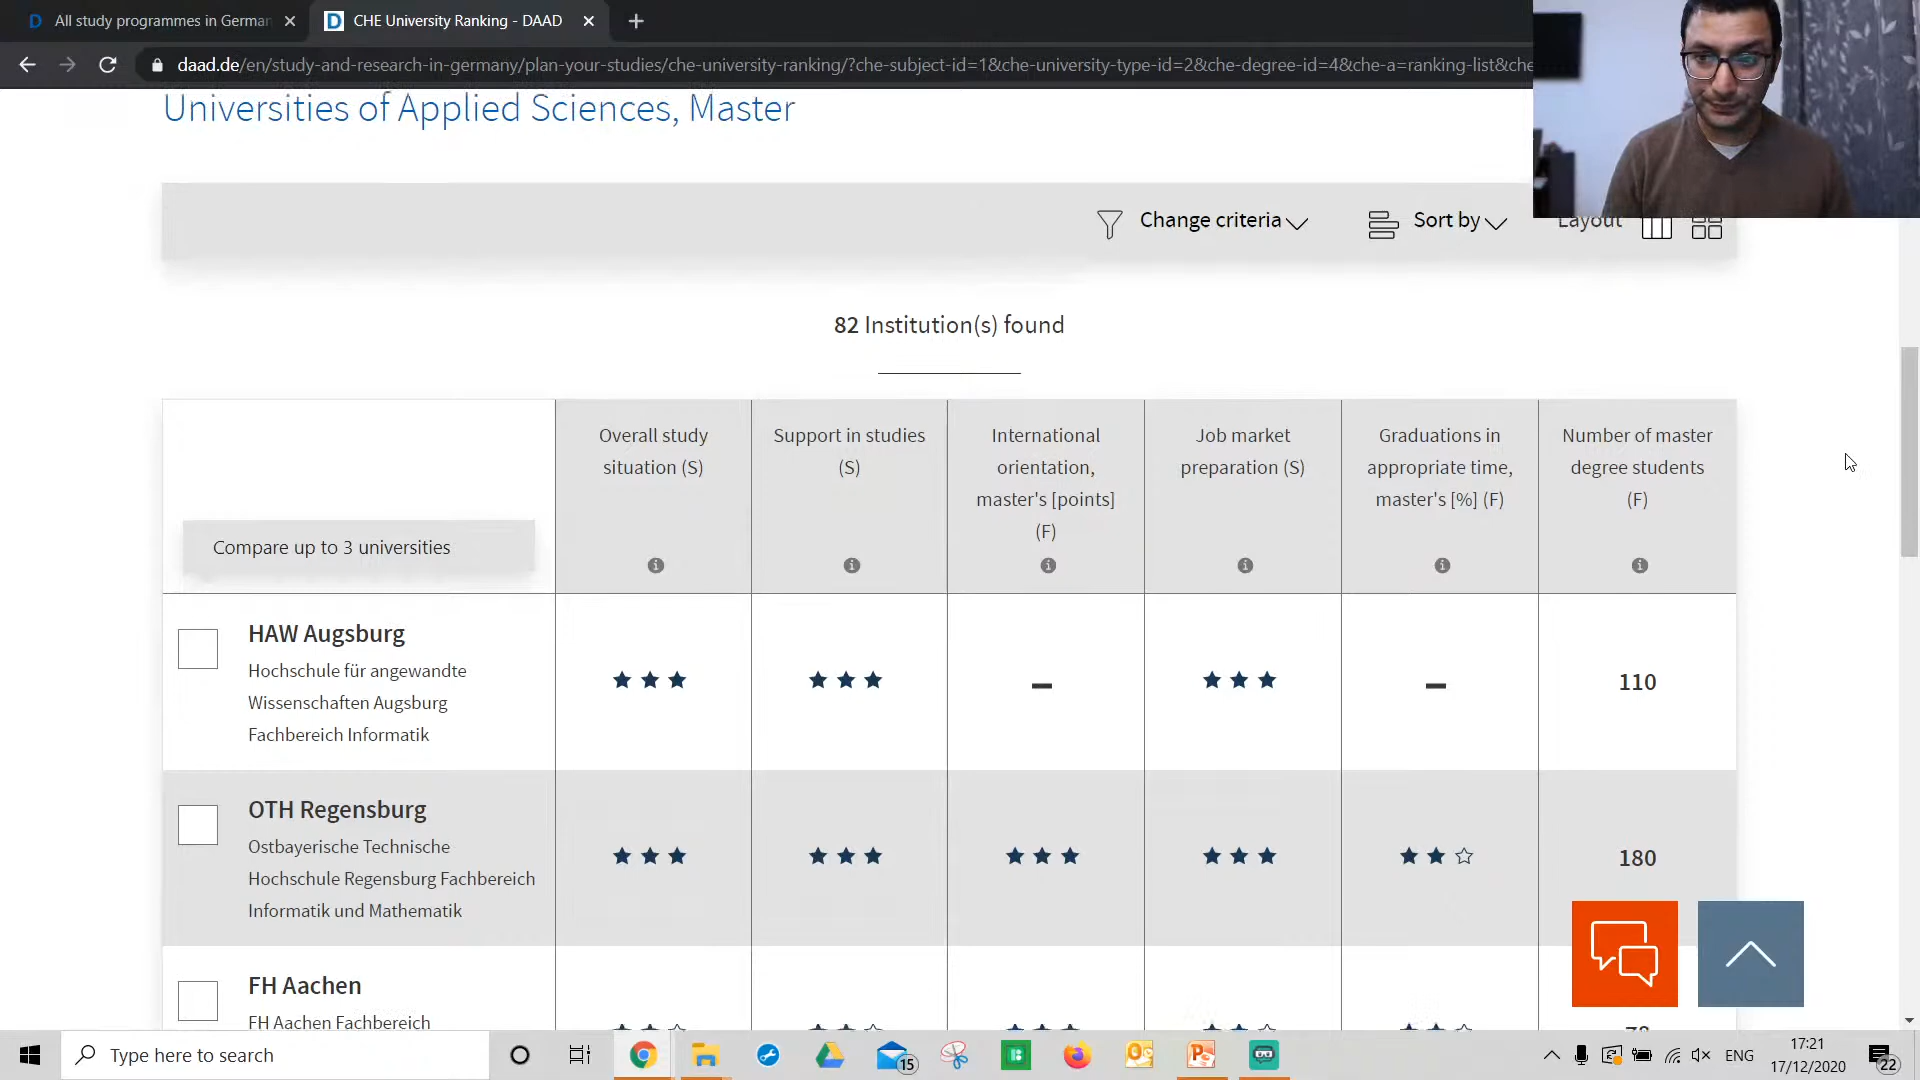 All study programmes in German
CHE University Ranking - DAAD
daad.de/en/study-and-research-in-germany/plan-your-studies/che-university-ranking/?che-subject-id=1&che-university-type-id=2&che-degree-id=4&che-a=ranking-list&che
Universities of Applied Sciences, Master
Change criteria
Sort by
Layout
82 Institution(s) found
Compare up to 3 universities
Overall study
situation (S)
Support in studies
(S)
International
orientation,
master's [points]
(F)
Job market
preparation (S)
Graduations in
appropriate time,
master's [%] (F)
Number of master
degree students
(F)
HAW Augsburg
Hochschule für angewandte
Wissenschaften Augsburg
Fachbereich Informatik
110
OTH Regensburg
Ostbayerische Technische
Hochschule Regensburg Fachbereich
Informatik und Mathematik
180
FH Aachen
FH Aachen Fachbereich
Type here to search
15
ENG
17:21
17/12/2020
22